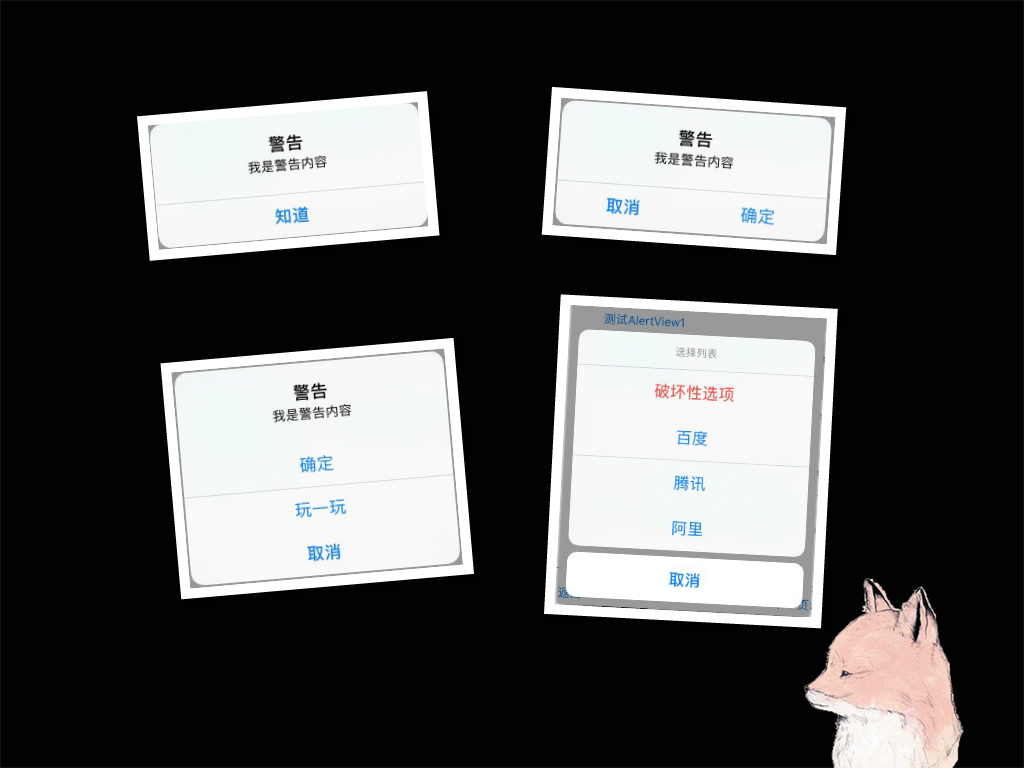 警告
我是警告内容
知道
警告
我是警告内容
取消
确定
警告
我是警告内容
确定
玩一玩
取消
测试AlertView1
选择列表
破坏性选项
百度
腾讯
阿里
取消